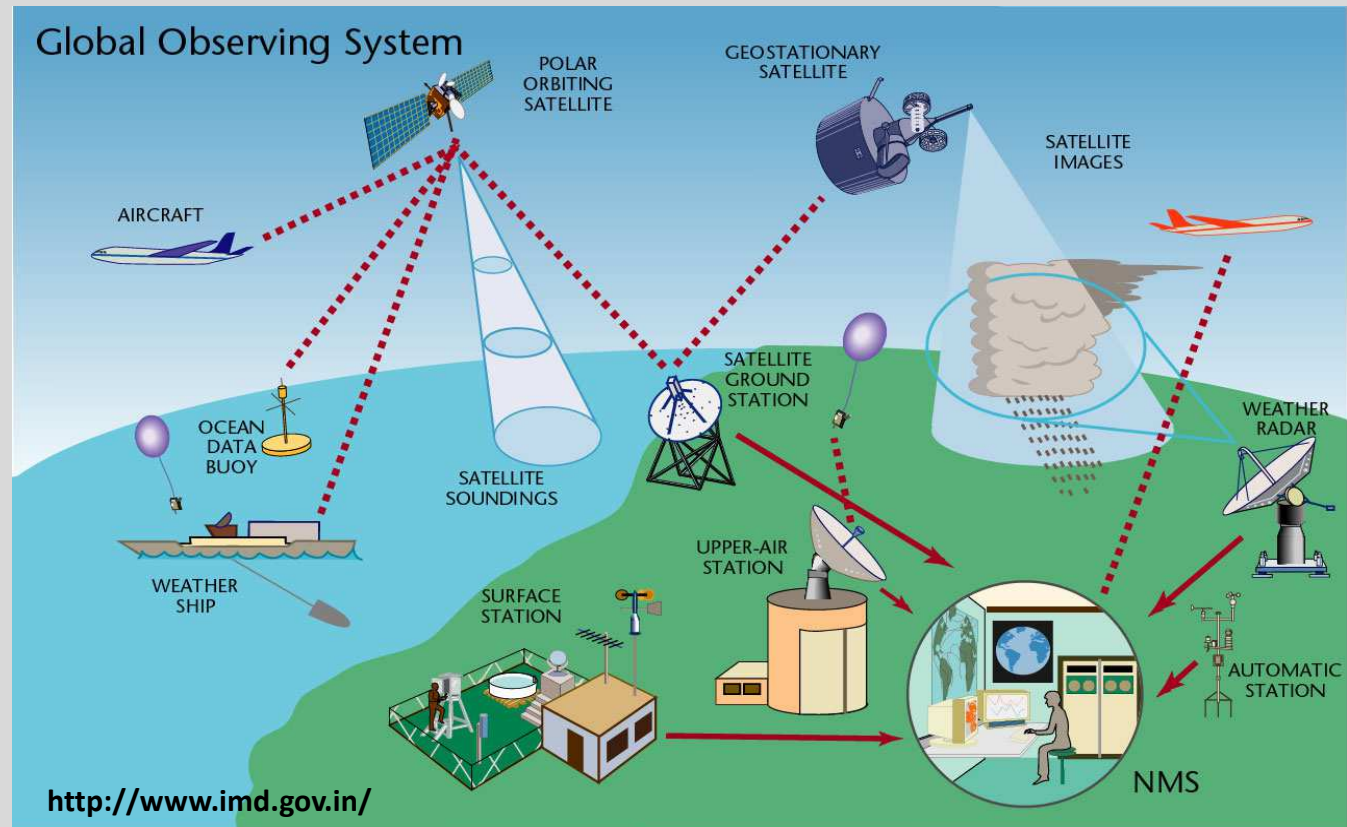 Global Observing System
POLAR
ORBITING
SATELLITE
GEOSTATIONARY
SATELLITE
SATELLITE
IMAGES
AIRCRAFT
OCEAN
DATA
BUOY
SATELLITE
SOUNDINGS
SATELLITE
GROUND
STATION
WEATHER
RADAR
WEATHER
SHIP
SURFACE
STATION
UPPER-AIR
STATION
AUTOMATIC
STATION
NMS
http://www.imd.gov.in/